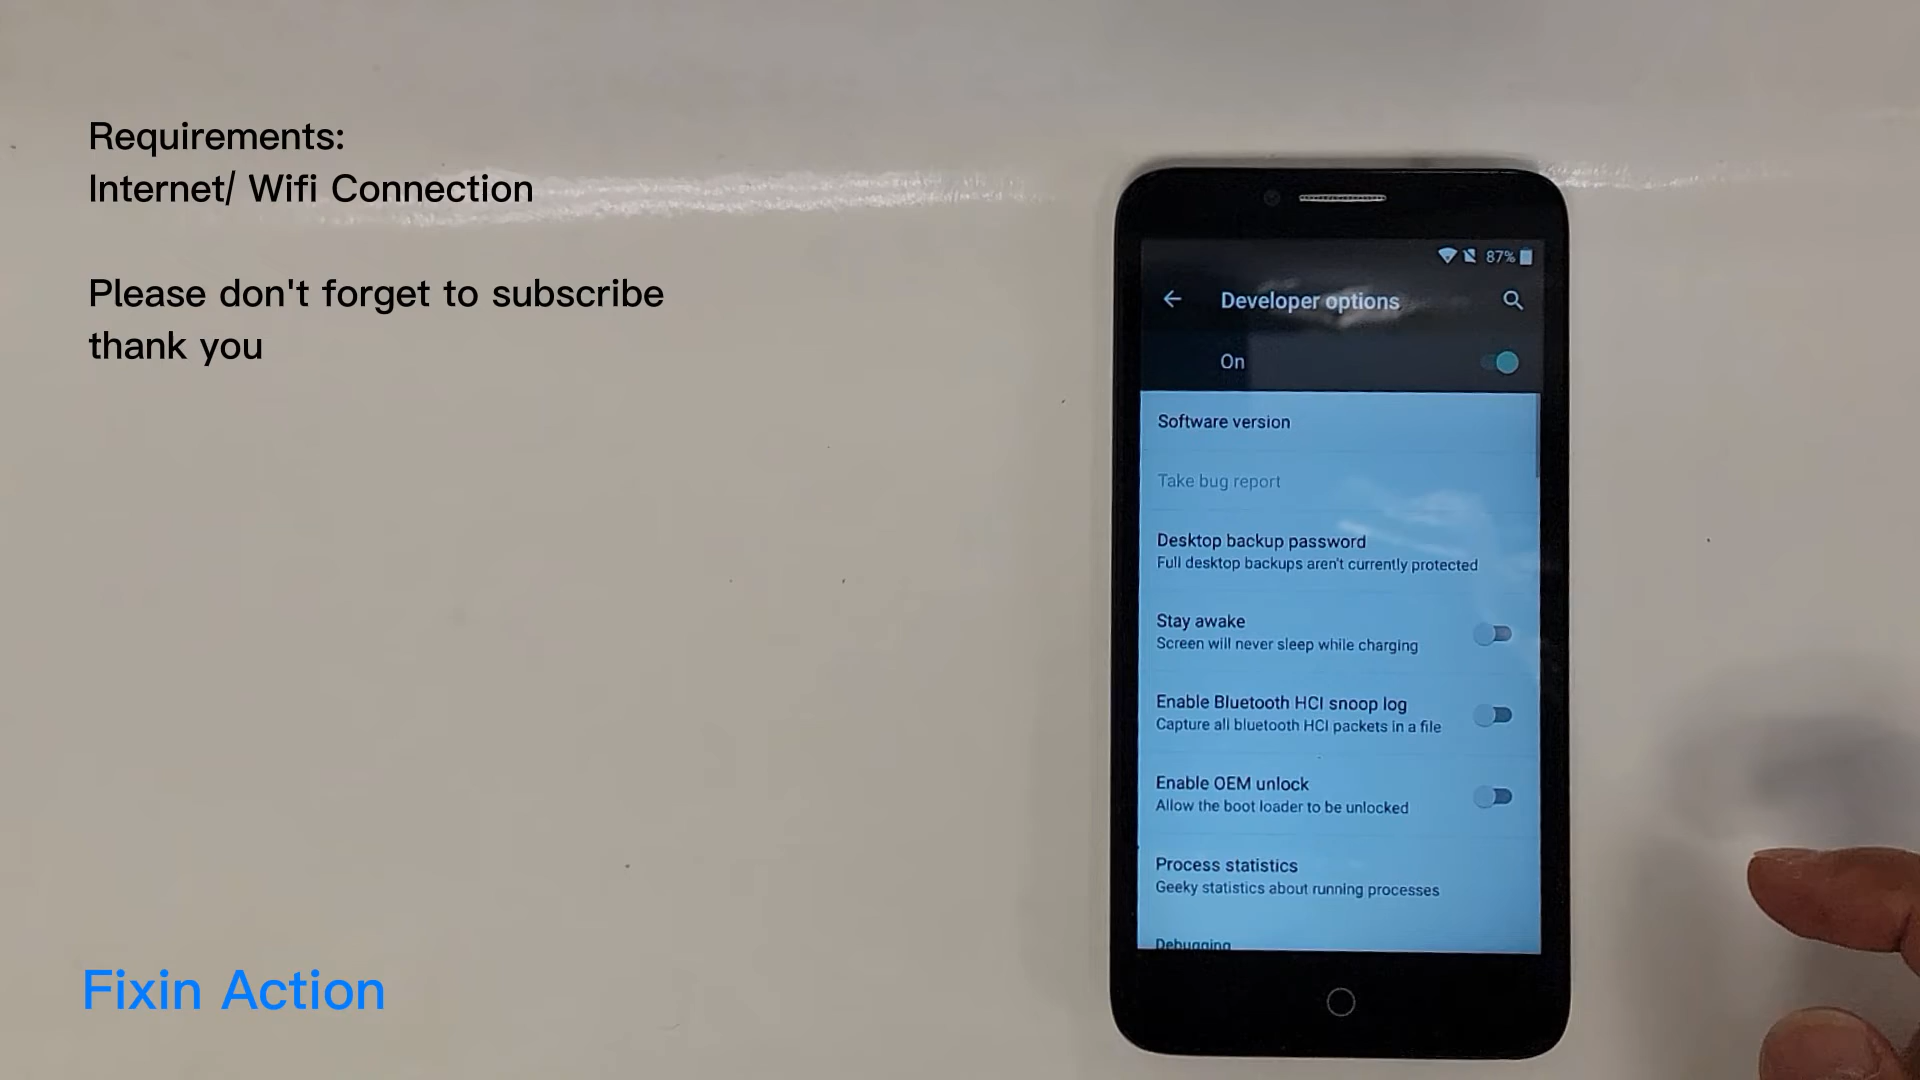 Requirements:
Internet/ Wifi Connection
Please don't forget to subscribe
thank you
87%
Developer options
On
Software version
Take bug report
Desktop backup password
Full desktop backups aren't currently protected
Stay awake
Screen will never sleep while charging
Enable Bluetooth HCI snoop log
Capture all bluetooth HCI packets in a file
Enable OEM unlock
Allow the boot loader to be unlocked
Process statistics
Geeky statistics about running processes
Debugging
Fixin Action